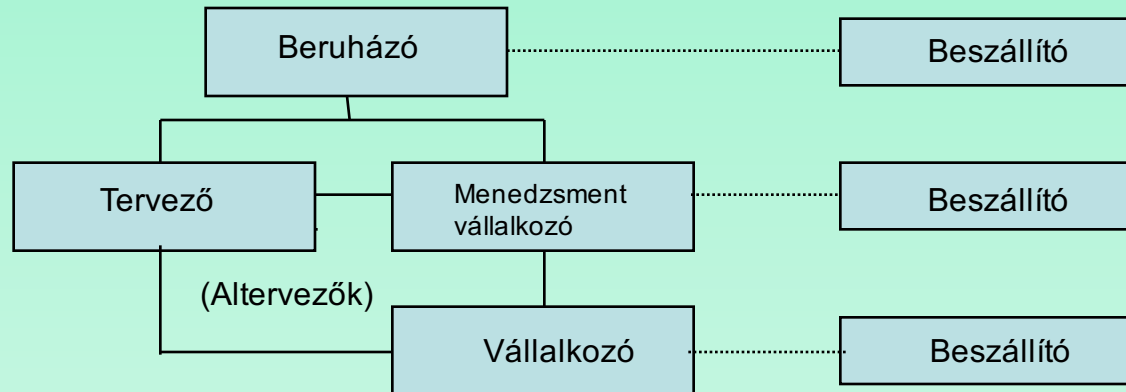 Beruházó
Beszállító
Tervező
Menedzsment
vállalkozó
Beszállító
(Altervezők)
Vállalkozó
Beszállító